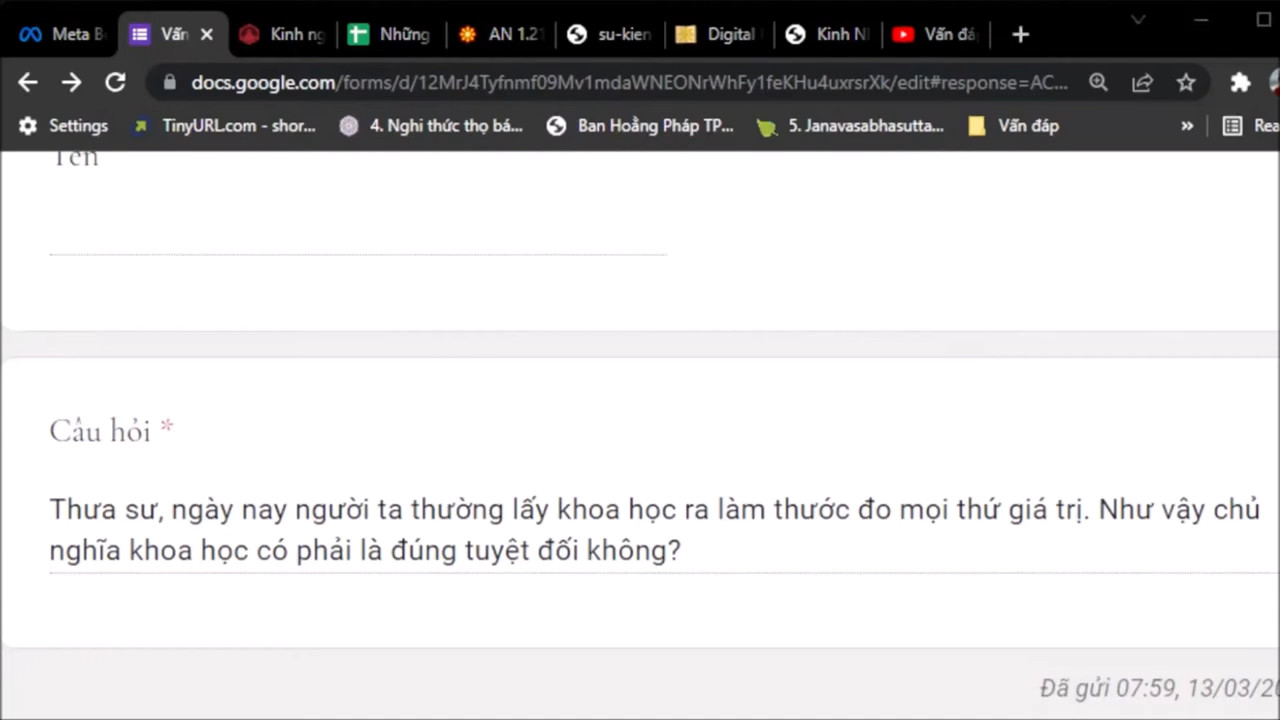 Meta B Vấn Kinh ng Những AN 1.21 su-kien Digital Kinh N Vấn đá
docs.google.com/forms/d/12MrJ4Tyfnmf09Mv1mdaWNEONrWhFy1feKHu4uxrsrXk/edit#response=AC...
Settings TinyURL.com - shor... 4. Nghi thức thọ bá... Ban Hoằng Pháp TP... 5. Janavasabhasutta... Vấn đáp » Rea
Tên
Câu hỏi *
Thưa sư, ngày nay người ta thường lấy khoa học ra làm thước đo mọi thứ giá trị. Như vậy chủ
nghĩa khoa học có phải là đúng tuyệt đối không?
Đã gửi 07:59, 13/03/20